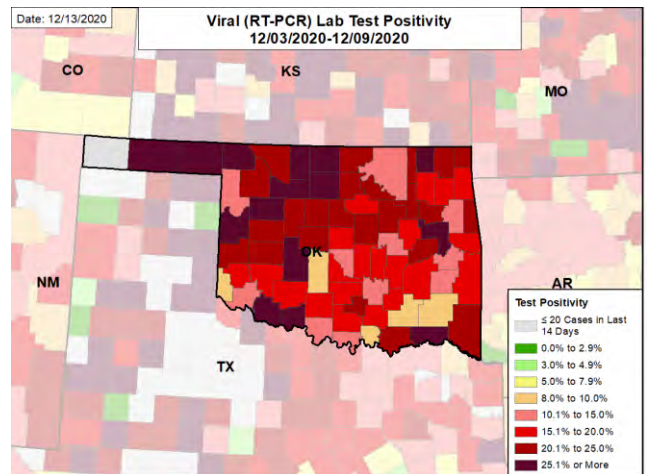 Date: 12/13/2020
Viral (RT-PCR) Lab Test Positivity
12/03/2020-12/09/2020
CO
KS
MO
OK
NM
AR
TX
Test Positivity
≤ 20 Cases in Last
14 Days
0.0% to 2.9%
3.0% to 4.9%
5.0% to 7.9%
8.0% to 10.0%
10.1% to 15.0%
15.1% to 20.0%
20.1% to 25.0%
25.1% or More